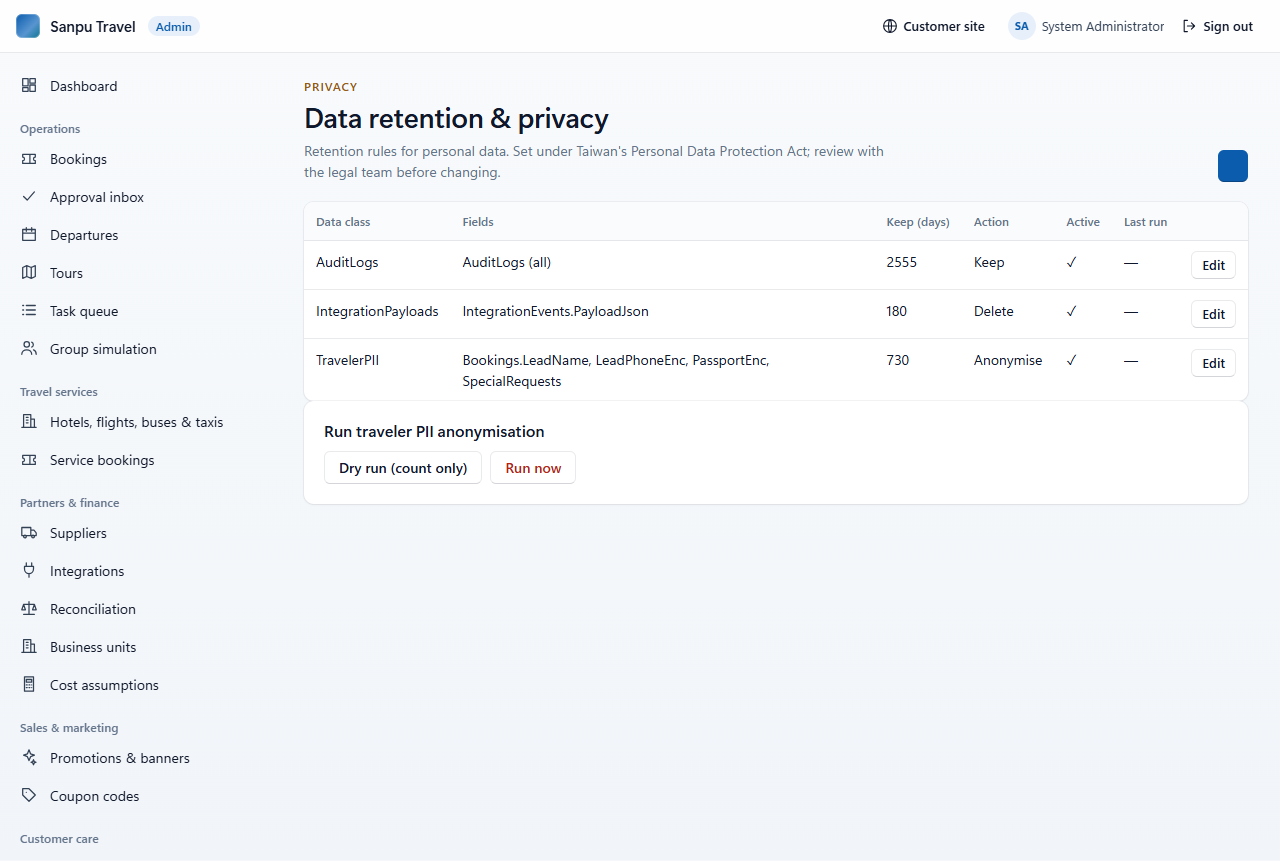 Sanpu Travel Admin Customer site SA System Administrator Sign out
Dashboard
Operations
Bookings
Approval inbox
Departures
Tours
Task queue
Group simulation
Travel services
Hotels, flights, buses & taxis
Service bookings
Partners & finance
Suppliers
Integrations
Reconciliation
Business units
Cost assumptions
Sales & marketing
Promotions & banners
Coupon codes
Customer care
PRIVACY
Data retention & privacy
Retention rules for personal data. Set under Taiwan's Personal Data Protection Act; review with
the legal team before changing.
Data class Fields Keep (days) Action Active Last run
AuditLogs AuditLogs (all) 2555 Keep ✓ — Edit
IntegrationPayloads IntegrationEvents.PayloadJson 180 Delete ✓ — Edit
TravelerPII Bookings.LeadName, LeadPhoneEnc, PassportEnc, 730 Anonymise ✓ — Edit
SpecialRequests
Run traveler PII anonymisation
Dry run (count only) Run now